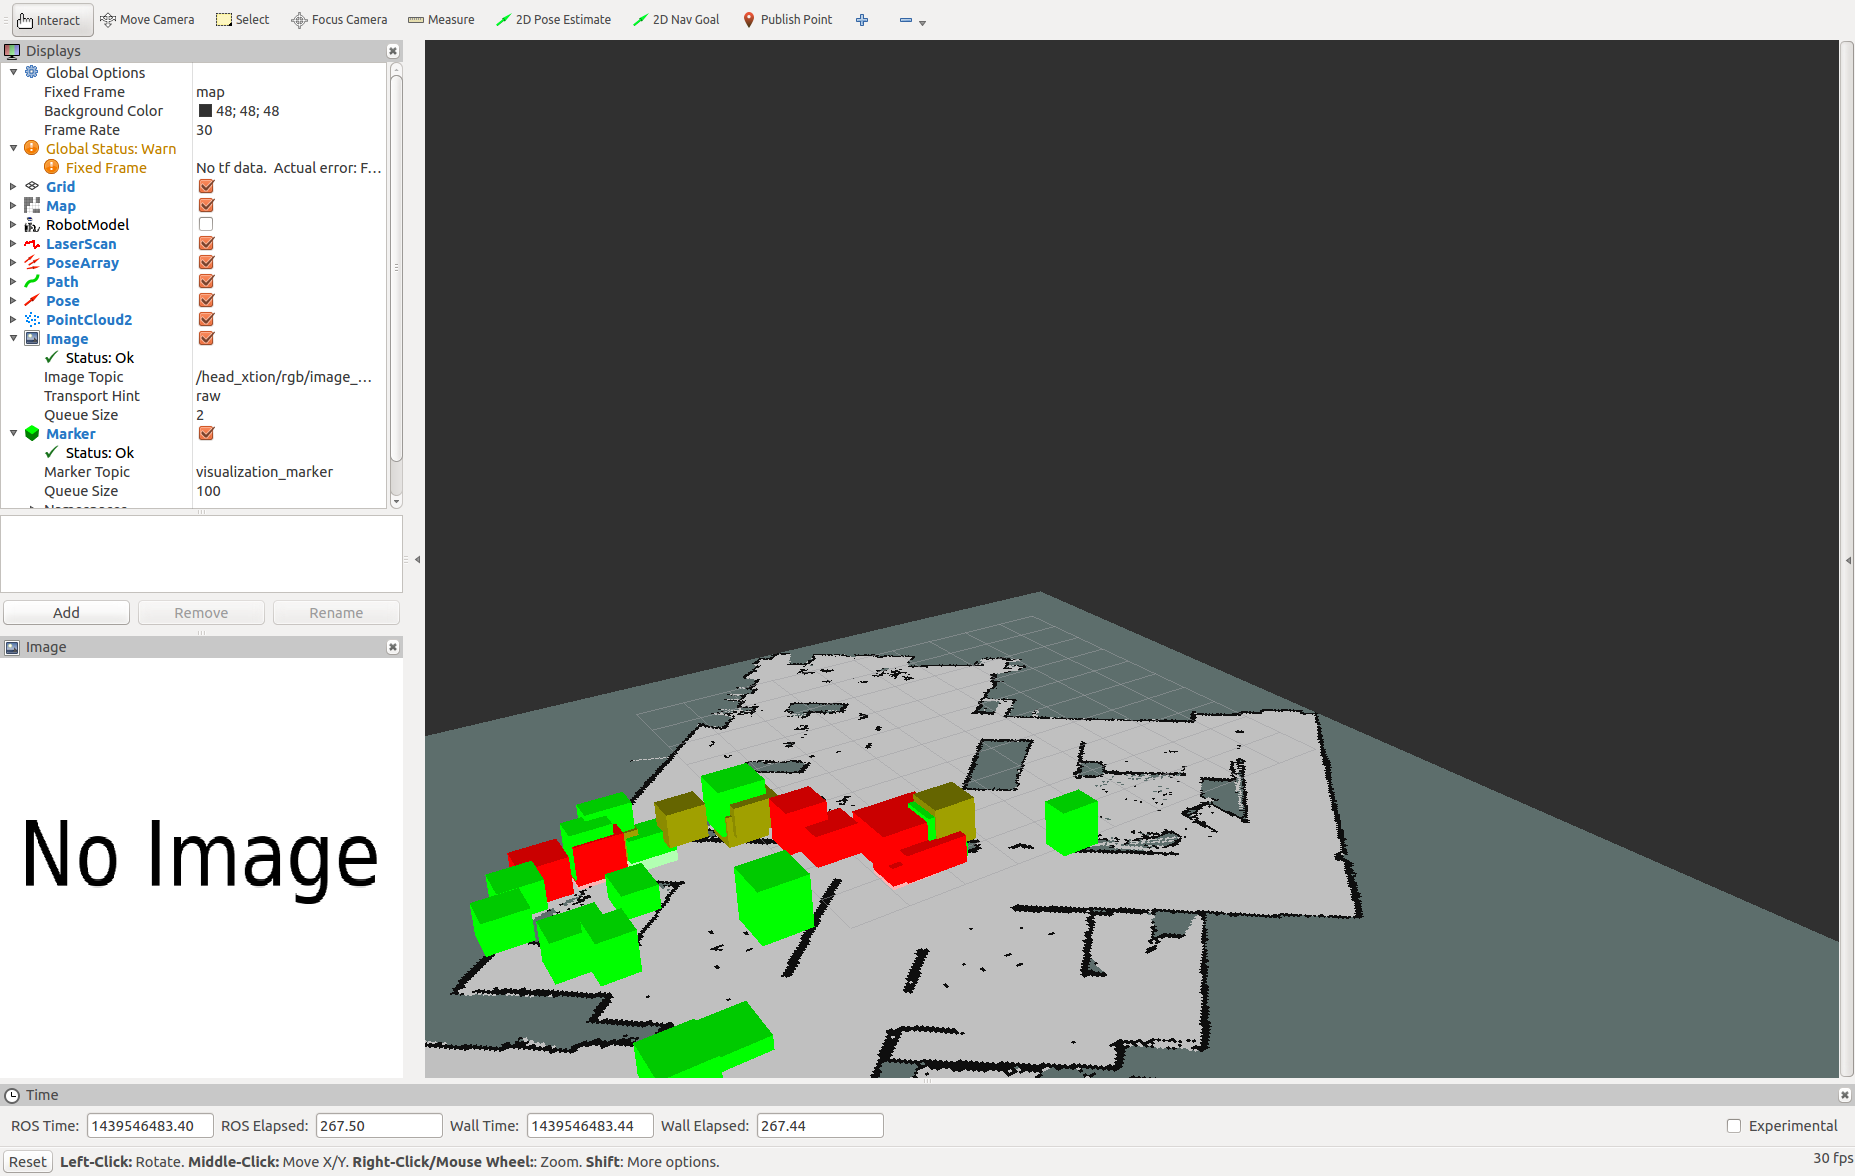 Interact Move Camera Select Focus Camera Measure 2D Pose Estimate 2D Nav Goal Publish Point
Displays
Global Options
Fixed Frame map
Background Color 48; 48; 48
Frame Rate 30
Global Status: Warn
Fixed Frame No tf data. Actual error: F...
Grid
Map
RobotModel
LaserScan
PoseArray
Path
Pose
PointCloud2
Image
Status: Ok
Image Topic /head_xtion/rgb/image_...
Transport Hint raw
Queue Size 2
Marker
Status: Ok
Marker Topic visualization_marker
Queue Size 100
Add Remove Rename
Image
No Image
Time
ROS Time: 1439546483.40 ROS Elapsed: 267.50 Wall Time: 1439546483.44 Wall Elapsed: 267.44 Experimental
Reset Left-Click: Rotate. Middle-Click: Move X/Y. Right-Click/Mouse Wheel:: Zoom. Shift: More options. 30 fps